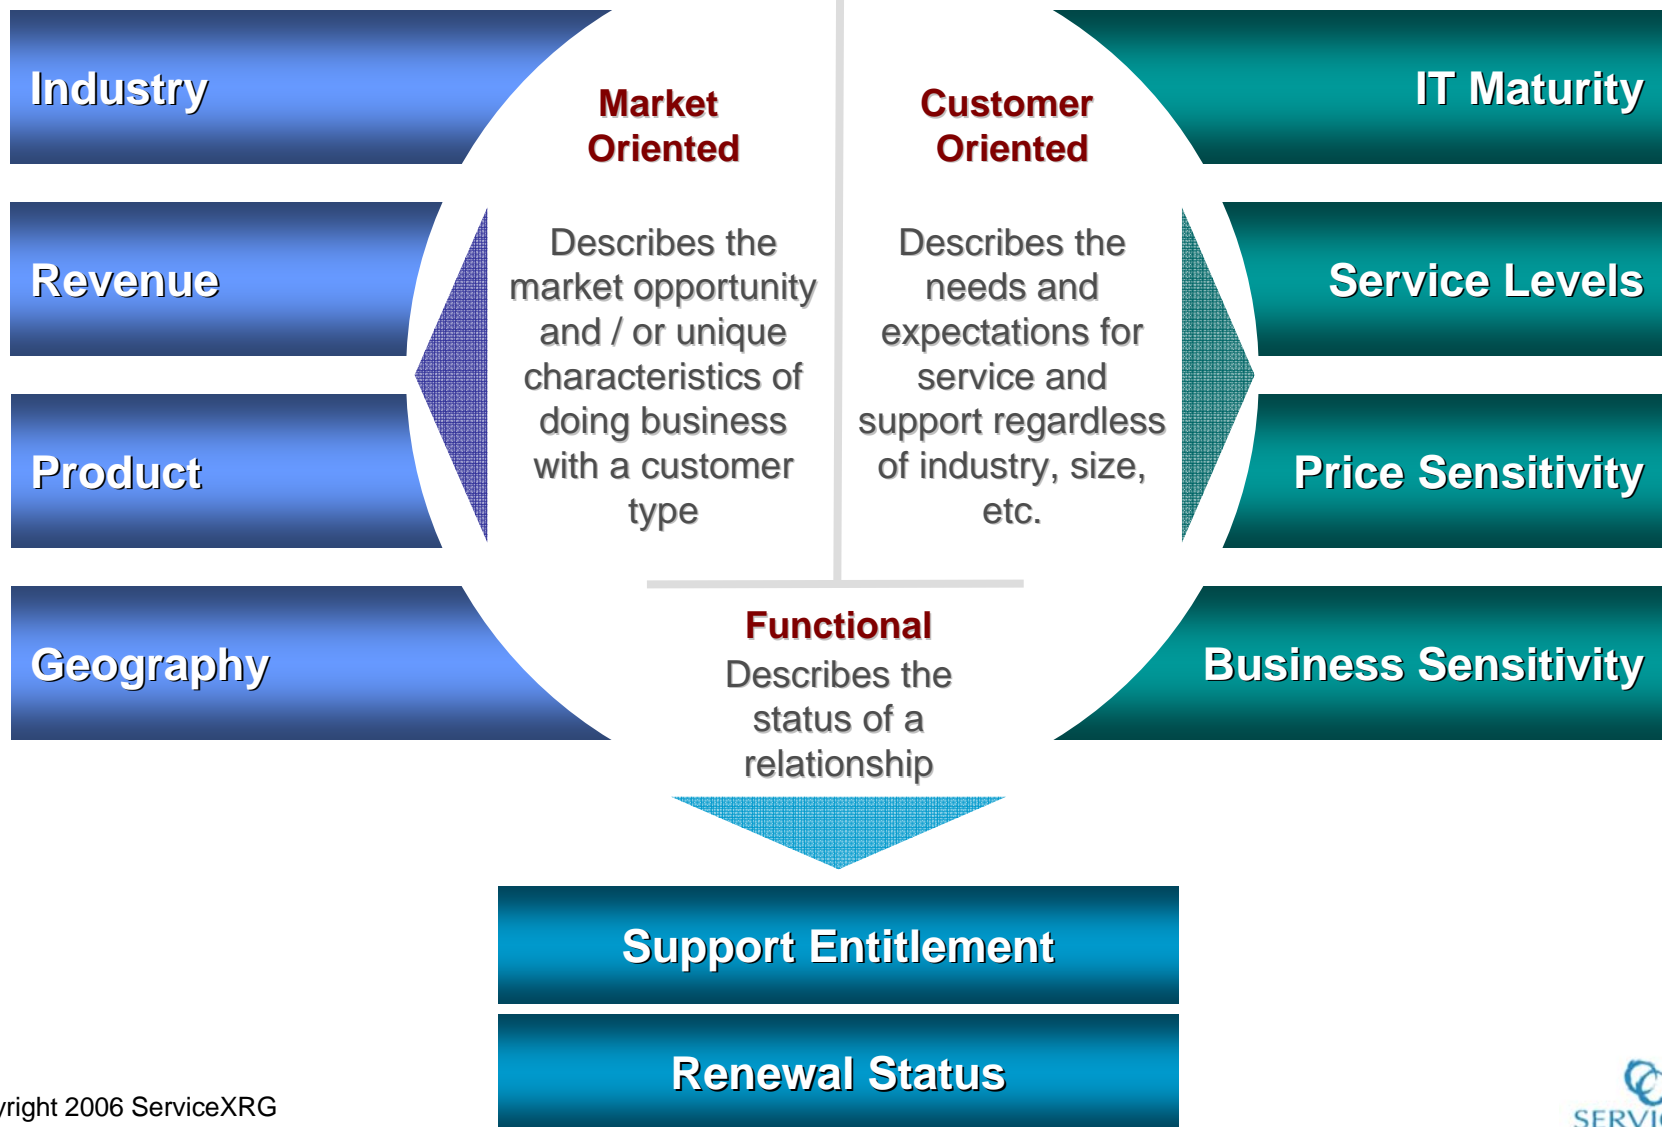 Industry
Revenue
Product
Geography
Market
Oriented
Describes the
market opportunity
and / or unique
characteristics of
doing business
with a customer
type
Customer
Oriented
Describes the
needs and
expectations for
service and
support regardless
of industry, size,
etc.
IT Maturity
Service Levels
Price Sensitivity
Business Sensitivity
Functional
Describes the
status of a
relationship
Support Entitlement
Renewal Status
yright 2006 ServiceXRG